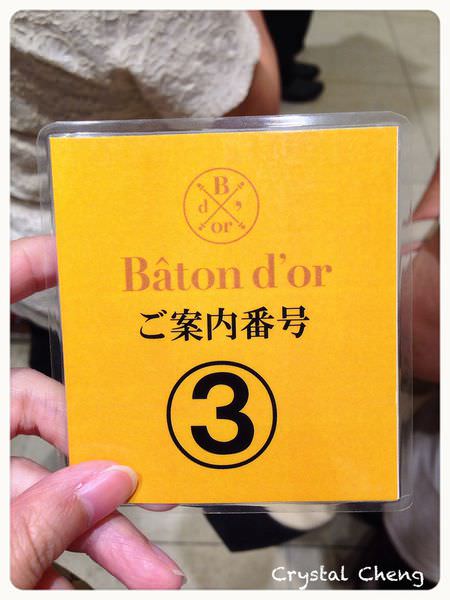 B
d ,
or
Bâton d'or
ご案内番号
3
Crystal Cheng